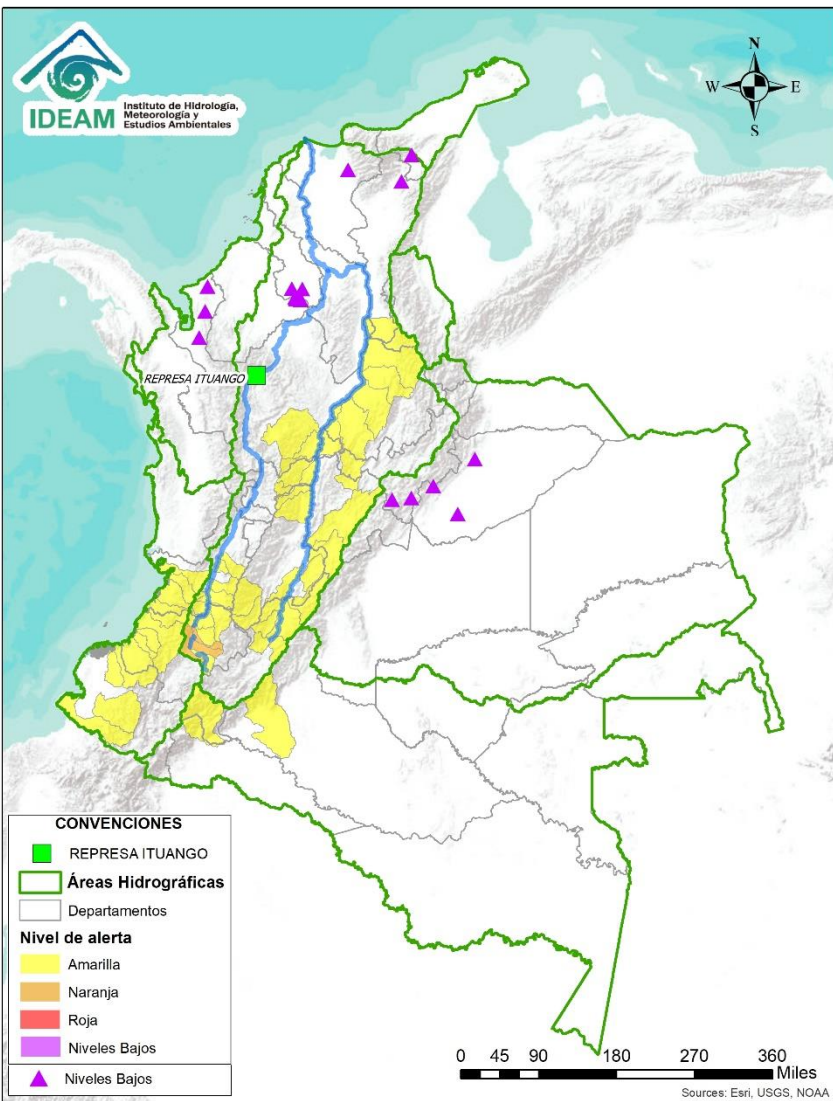 IDEAM
Instituto de Hidrología,
Meteorología y
Estudios Ambientales
N
W
E
S
REPRESA ITUANGO
CONVENCIONES
REPRESA ITUANGO
Áreas Hidrográficas
Departamentos
Nivel de alerta
Amarilla
Naranja
Roja
Niveles Bajos
Niveles Bajos
0 45 90 180 270 360
Miles
Sources: Esri, USGS, NOAA